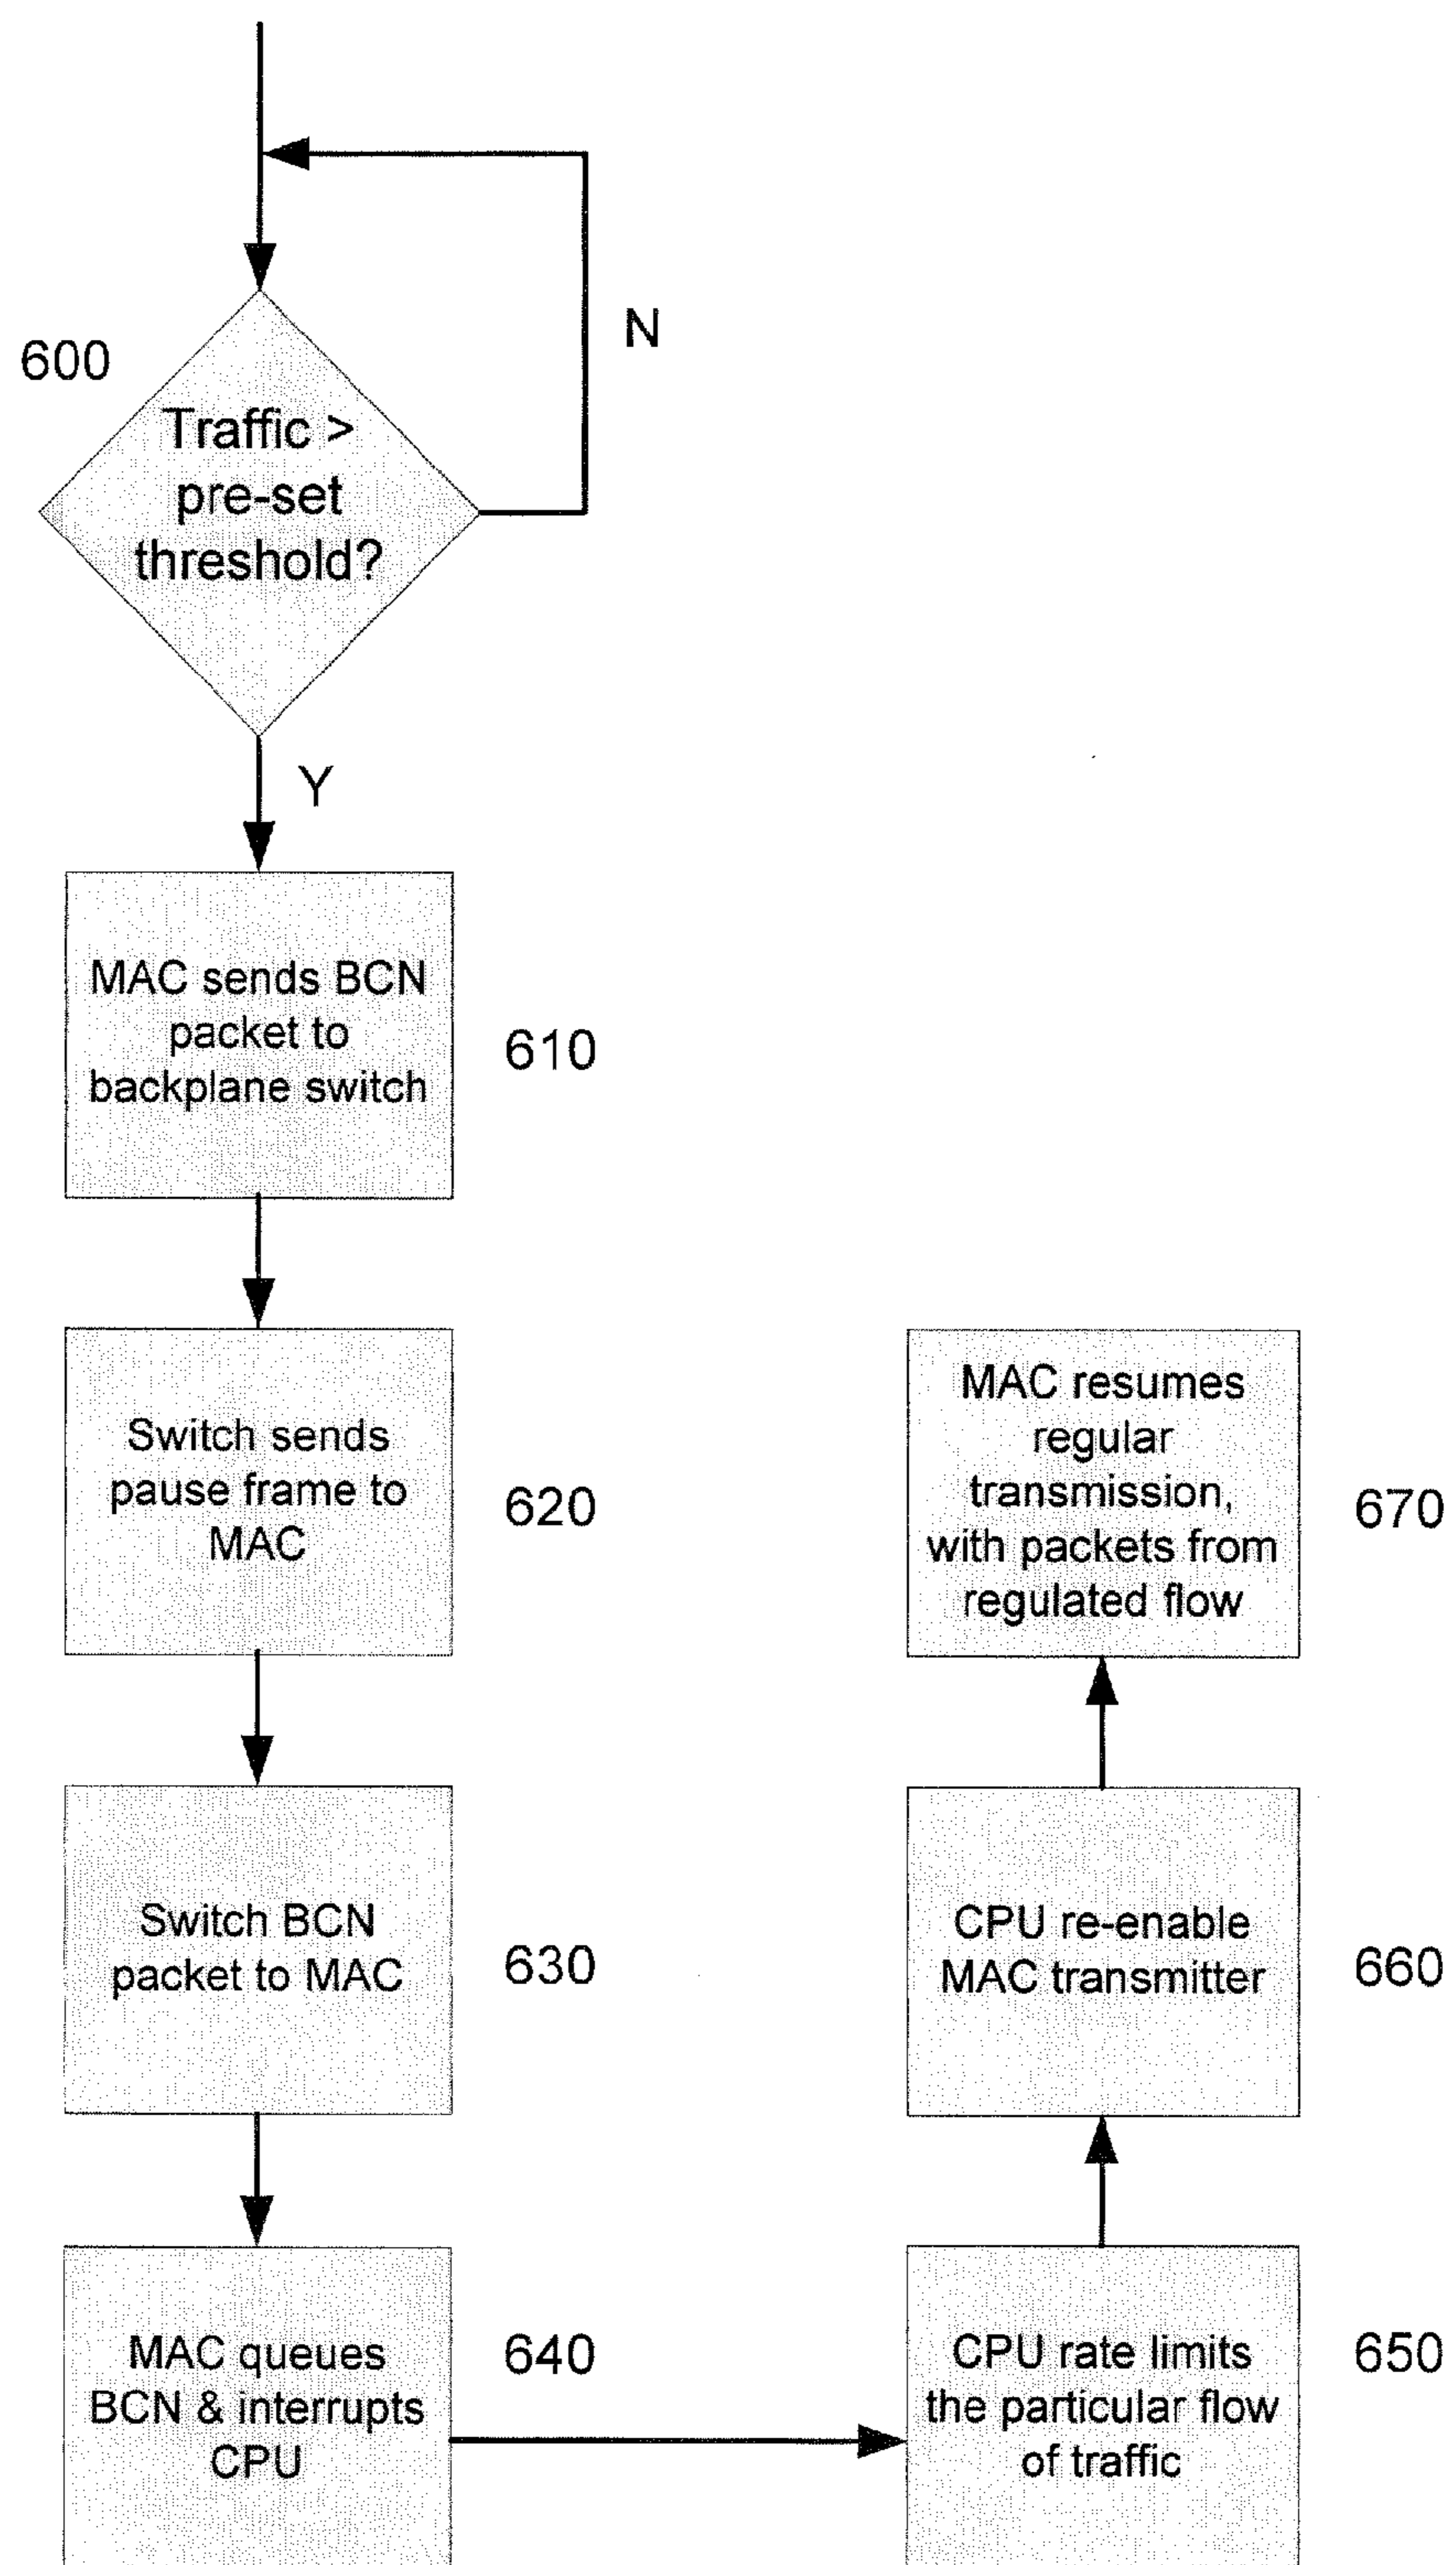 600
Traffic >
pre-set
threshold?
N
Y
MAC sends BCN
packet to
backplane switch
610
Switch sends
pause frame to
MAC
620
Switch BCN
packet to MAC
630
MAC queues
BCN & interrupts
CPU
640
CPU rate limits
the particular flow
of traffic
650
CPU re-enable
MAC transmitter
660
MAC resumes
regular
transmission,
with packets from
regulated flow
670